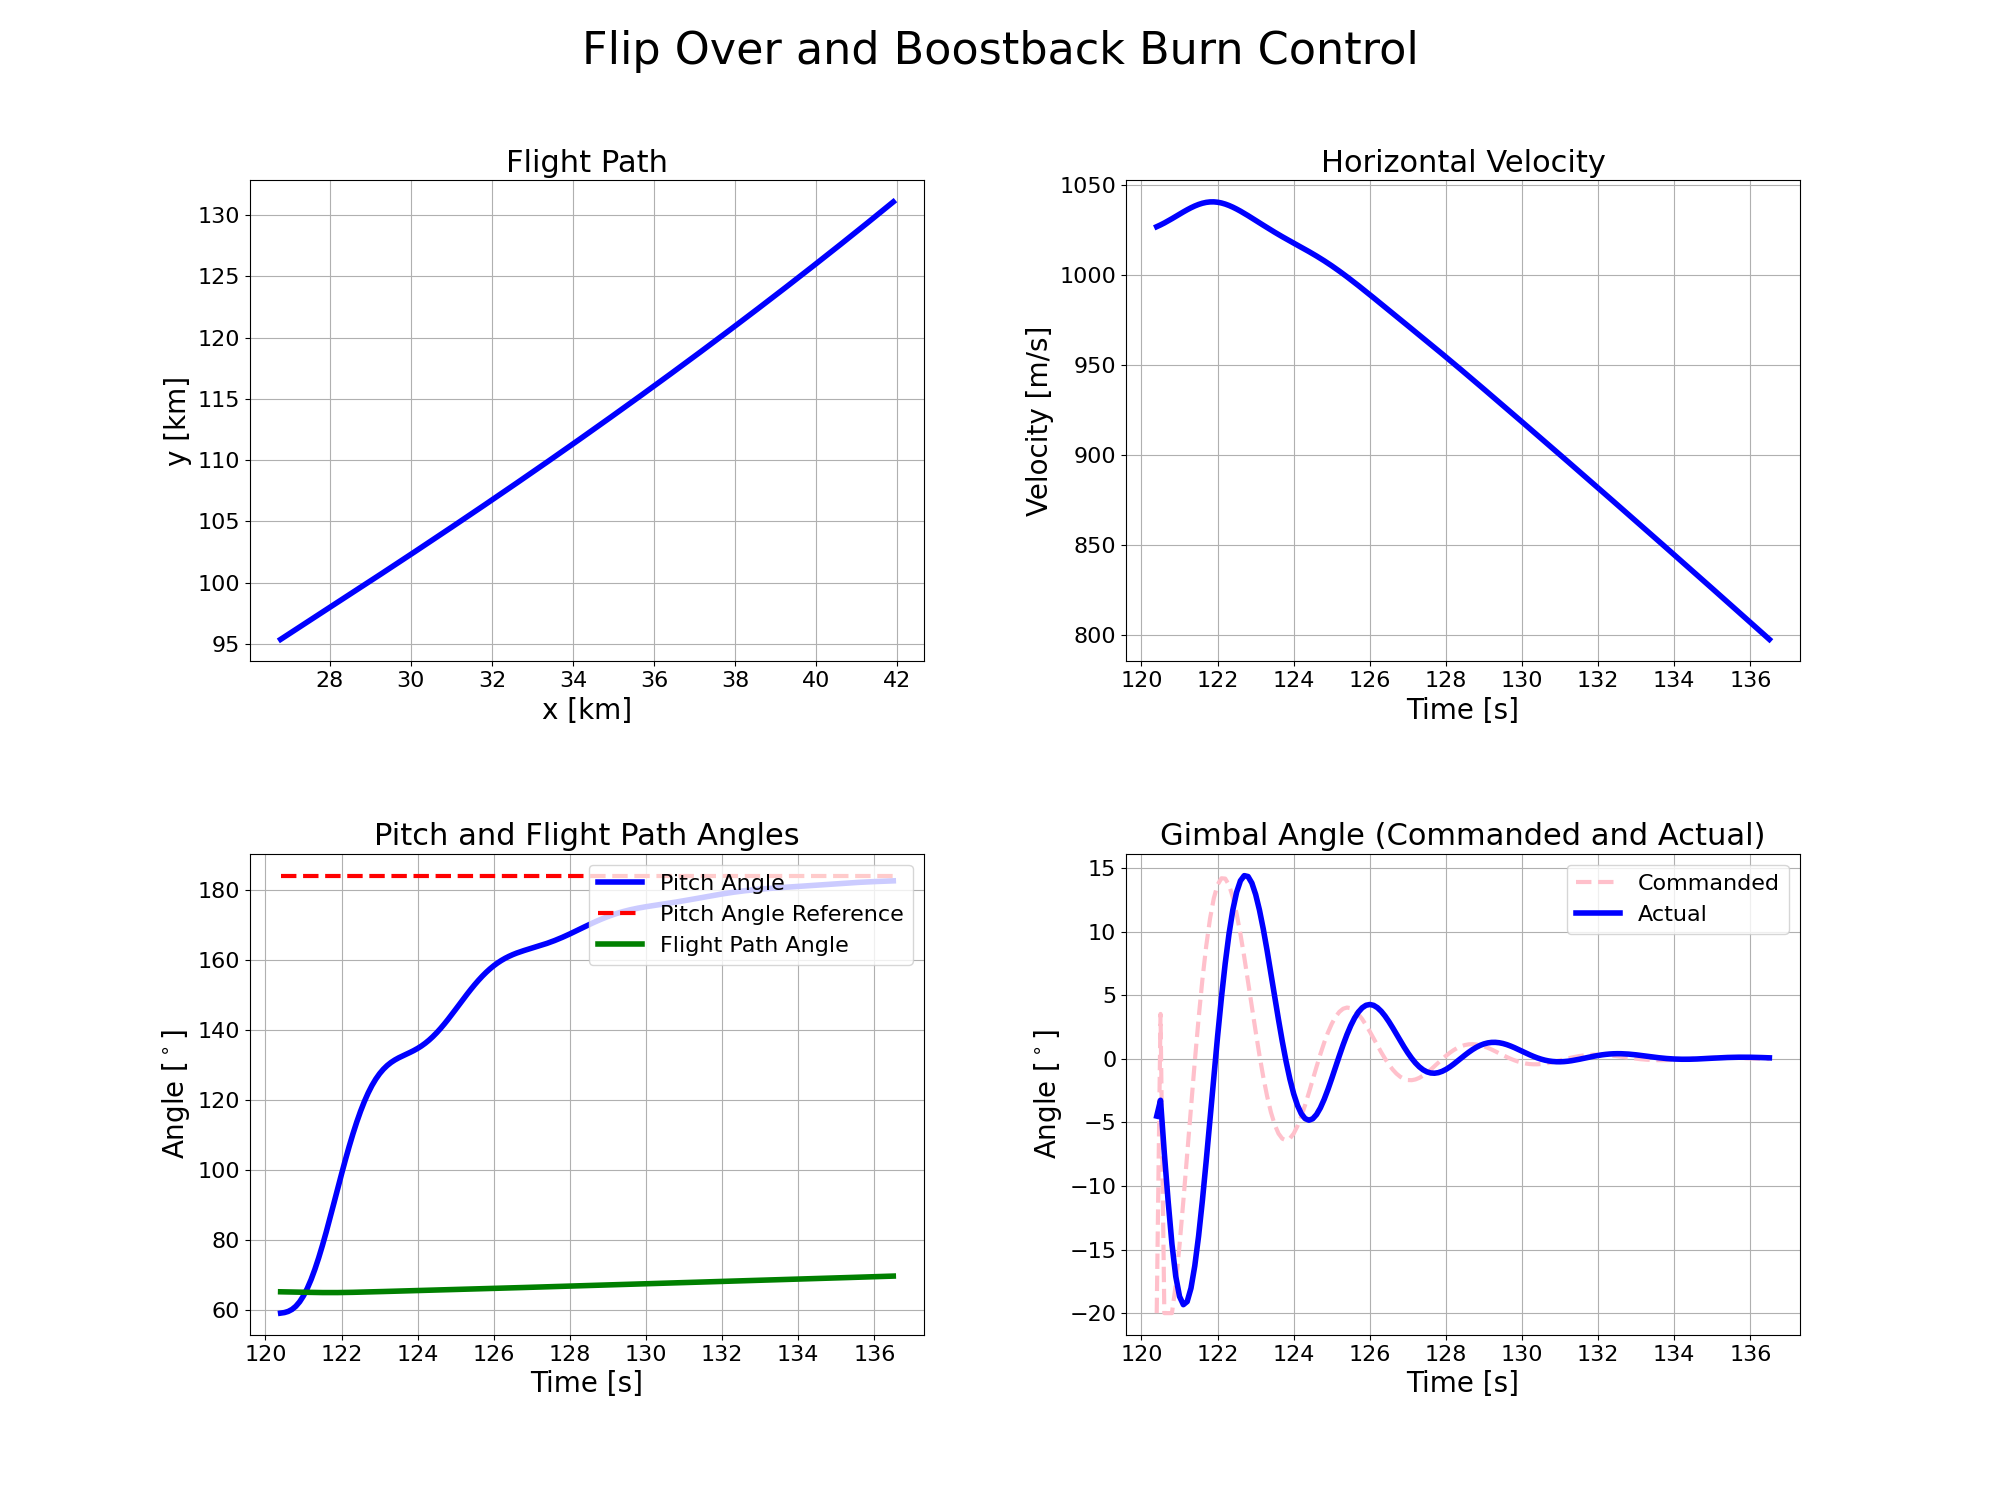 Flip Over and Boostback Burn Control
Flight Path
130
125
120
115
110
105
100
95
y [km]
28 30 32 34 36 38 40 42
x [km]
Horizontal Velocity
1050
1000
950
900
850
800
Velocity [m/s]
120 122 124 126 128 130 132 134 136
Time [s]
Pitch and Flight Path Angles
180
160
140
120
100
80
60
Angle [°]
Pitch Angle
Pitch Angle Reference
Flight Path Angle
120 122 124 126 128 130 132 134 136
Time [s]
Gimbal Angle (Commanded and Actual)
15
10
5
0
−5
−10
−15
−20
Angle [°]
Commanded
Actual
120 122 124 126 128 130 132 134 136
Time [s]